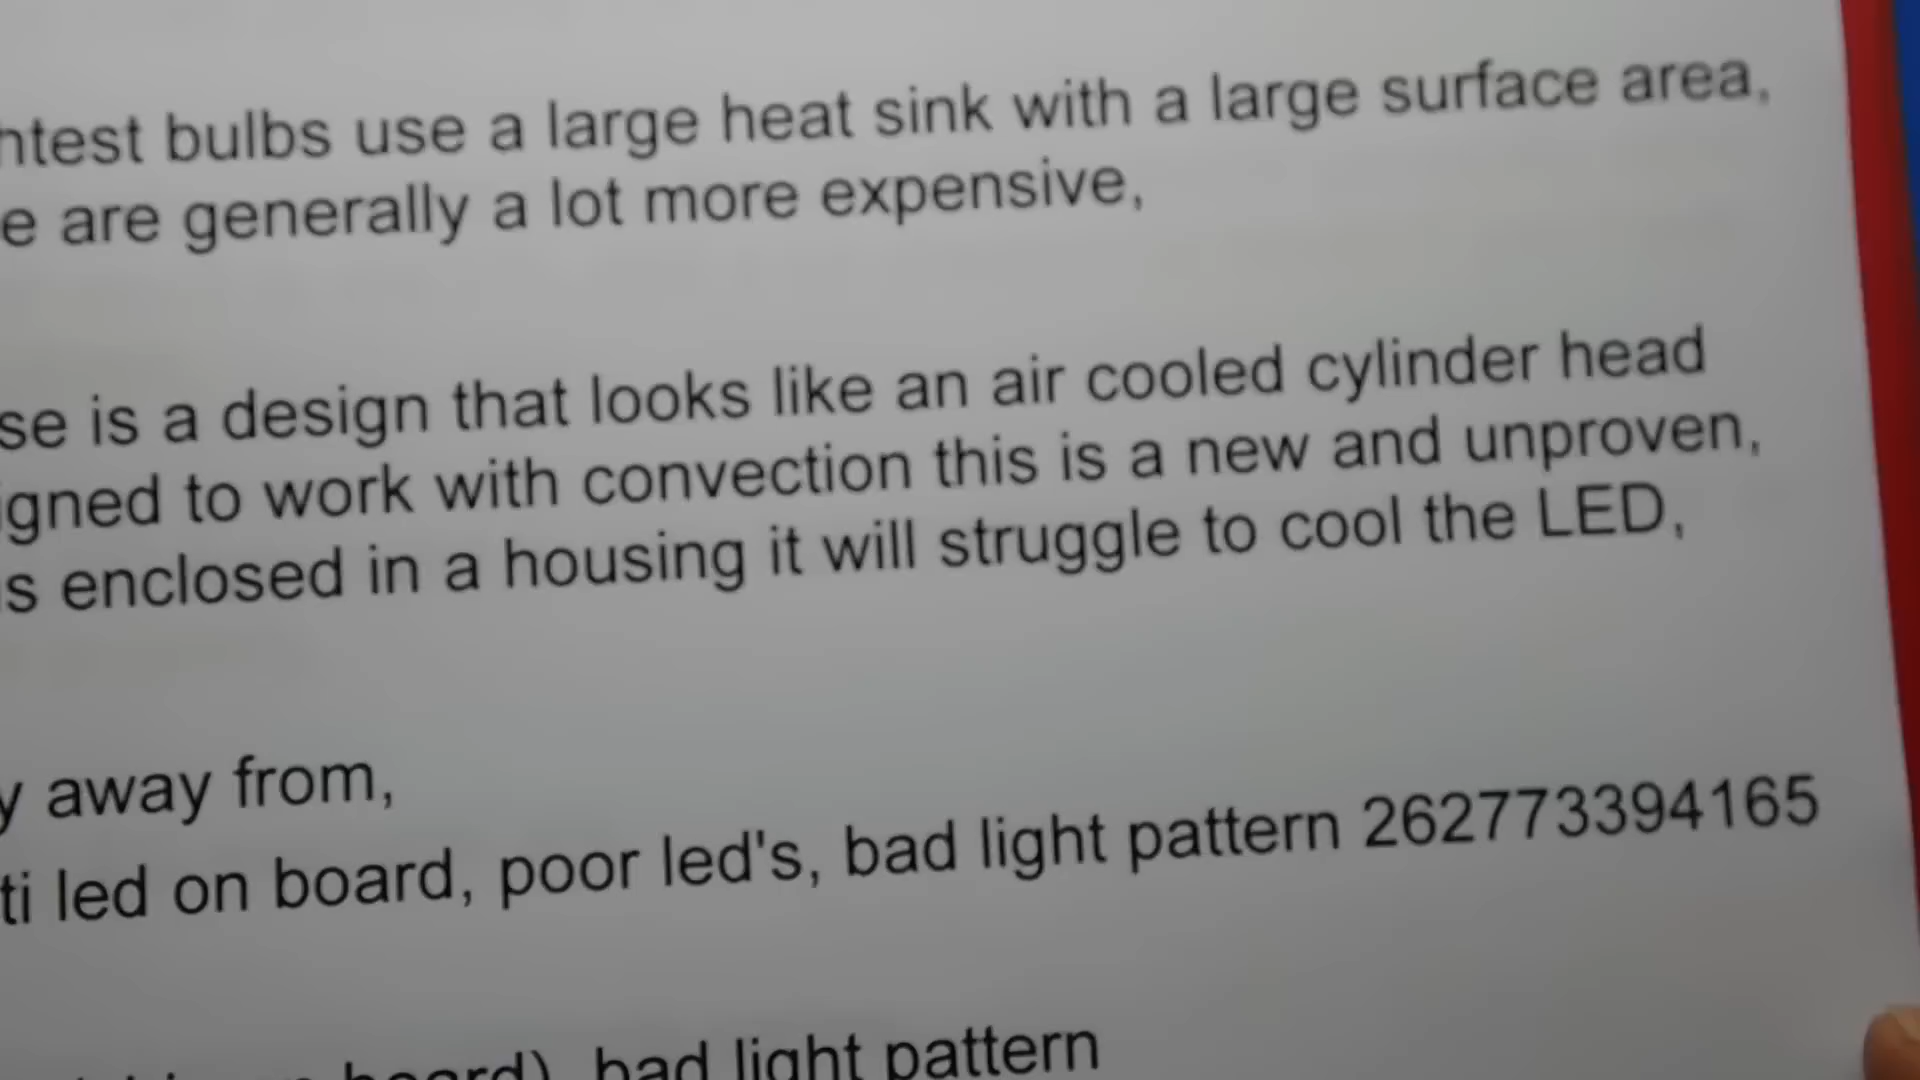 htest bulbs use a large heat sink with a large surface area,
e are generally a lot more expensive,
se is a design that looks like an air cooled cylinder head
igned to work with convection this is a new and unproven,
s enclosed in a housing it will struggle to cool the LED,
y away from,
ti led on board, poor led's, bad light pattern 262773394165
board), bad light pattern